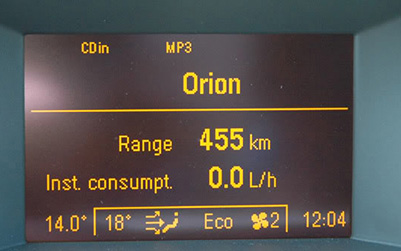 CDin MP3
Orion
Range 455 km
Inst. consumpt. 0.0 L/h
14.0° 18° Eco 2 12:04